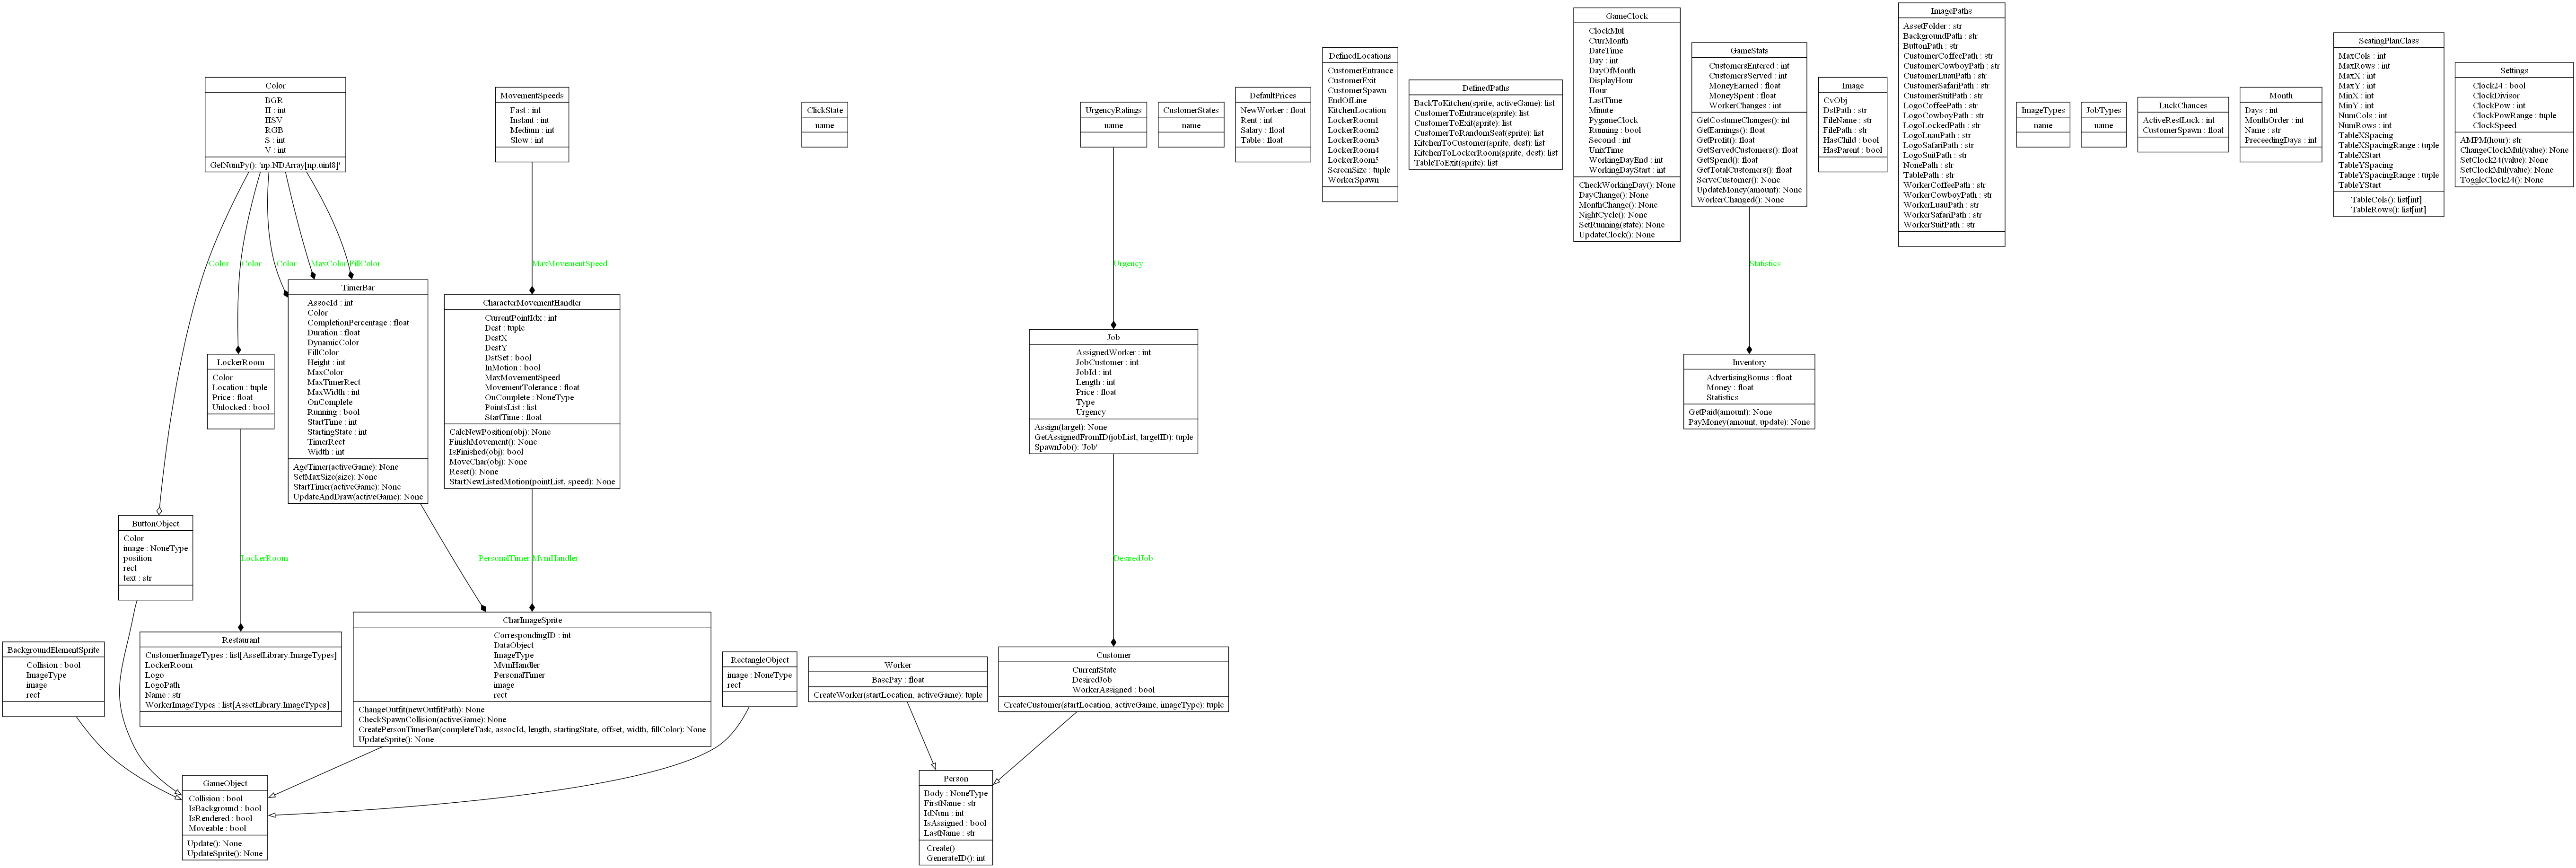 Color
BGR
H : int
HSV
RGB
S : int
V : int
GetNumPy(): 'np.NDArray[np.uint8]'
MovementSpeeds
Fast : int
Instant : int
Medium : int
Slow : int
ClickState
name
UrgencyRatings
name
CustomerStates
name
DefaultPrices
NewWorker : float
Rent : int
Salary : float
Table : float
DefinedLocations
CustomerEntrance
CustomerExit
CustomerSpawn
EndOfLine
KitchenLocation
LockerRoom1
LockerRoom2
LockerRoom3
LockerRoom4
LockerRoom5
ScreenSize : tuple
WorkerSpawn
DefinedPaths
BackToKitchen(sprite, activeGame): list
CustomerToEntrance(sprite): list
CustomerToExit(sprite): list
CustomerToRandomSeat(sprite): list
KitchenToCustomer(sprite, dest): list
KitchenToLockerRoom(sprite, dest): list
TableToExit(sprite): list
GameClock
ClockMul
CurrMonth
DateTime
Day : int
DayOfMonth
DisplayHour
Hour
LastTime
Minute
PygameClock
Running : bool
Second : int
UnixTime
WorkingDayEnd : int
WorkingDayStart : int
CheckWorkingDay(): None
DayChange(): None
MonthChange(): None
NightCycle(): None
SetRunning(state): None
UpdateClock(): None
GameStats
CustomersEntered : int
CustomersServed : int
MoneyEarned : float
MoneySpent : float
WorkerChanges : int
GetCostumeChanges(): int
GetEarnings(): float
GetProfit(): float
GetServedCustomers(): float
GetSpend(): float
GetTotalCustomers(): float
ServeCustomer(): None
UpdateMoney(amount): None
WorkerChanged(): None
Image
CvObj
DstPath : str
FileName : str
FilePath : str
HasChild : bool
HasParent : bool
ImagePaths
AssetFolder : str
BackgroundPath : str
ButtonPath : str
CustomerCoffeePath : str
CustomerCowboyPath : str
CustomerLuauPath : str
CustomerSafariPath : str
CustomerSuitPath : str
LogoCoffeePath : str
LogoCowboyPath : str
LogoLockedPath : str
LogoLuauPath : str
LogoSafariPath : str
LogoSuitPath : str
NonePath : str
TablePath : str
WorkerCoffeePath : str
WorkerCowboyPath : str
WorkerLuauPath : str
WorkerSafariPath : str
WorkerSuitPath : str
ImageTypes
name
JobTypes
name
LuckChances
ActiveRestLuck : int
CustomerSpawn : float
Month
Days : int
MonthOrder : int
Name : str
PreceedingDays : int
SeatingPlanClass
MaxCols : int
MaxRows : int
MaxX : int
MaxY : int
MinX : int
MinY : int
NumCols : int
NumRows : int
TableXSpacing
TableXSpacingRange : tuple
TableXStart
TableYSpacing
TableYSpacingRange : tuple
TableYStart
TableCols(): list[int]
TableRows(): list[int]
Settings
Clock24 : bool
ClockDivisor
ClockPow : int
ClockPowRange : tuple
ClockSpeed
AMPM(hour): str
ChangeClockMul(value): None
SetClock24(value): None
SetClockMul(value): None
ToggleClock24(): None
Color
Color
Color
MaxColor
FillColor
MaxMovementSpeed
Urgency
Statistics
TimerBar
AssocId : int
Color
CompletionPercentage : float
Duration : float
DynamicColor
FillColor
Height : int
MaxColor
MaxTimerRect
MaxWidth : int
OnComplete
Running : bool
StartTime : int
StartingState : int
TimerRect
Width : int
AgeTimer(activeGame): None
SetMaxSize(size): None
StartTimer(activeGame): None
UpdateAndDraw(activeGame): None
CharacterMovementHandler
CurrentPointIdx : int
Dest : tuple
DestX
DestY
DstSet : bool
InMotion : bool
MaxMovementSpeed
MovementTolerance : float
OnComplete : NoneType
PointsList : list
StartTime : float
CalcNewPosition(obj): None
FinishMovement(): None
IsFinished(obj): bool
MoveChar(obj): None
Reset(): None
StartNewListedMotion(pointList, speed): None
LockerRoom
Color
Location : tuple
Price : float
Unlocked : bool
Job
AssignedWorker : int
JobCustomer : int
JobId : int
Length : int
Price : float
Type
Urgency
Assign(target): None
GetAssignedFromID(jobList, targetID): tuple
SpawnJob(): 'Job'
Inventory
AdvertisingBonus : float
Money : float
Statistics
GetPaid(amount): None
PayMoney(amount, update): None
ButtonObject
Color
image : NoneType
position
rect
text : str
LockerRoom
PersonalTimer
MvmHandler
DesiredJob
BackgroundElementSprite
Collision : bool
ImageType
image
rect
Restaurant
CustomerImageTypes : list[AssetLibrary.ImageTypes]
LockerRoom
Logo
LogoPath
Name : str
WorkerImageTypes : list[AssetLibrary.ImageTypes]
CharImageSprite
CorrespondingID : int
DataObject
ImageType
MvmHandler
PersonalTimer
image
rect
ChangeOutfit(newOutfitPath): None
CheckSpawnCollision(activeGame): None
CreatePersonTimerBar(completeTask, assocId, length, startingState, offset, width, fillColor): None
UpdateSprite(): None
RectangleObject
image : NoneType
rect
Worker
BasePay : float
CreateWorker(startLocation, activeGame): tuple
Customer
CurrentState
DesiredJob
WorkerAssigned : bool
CreateCustomer(startLocation, activeGame, imageType): tuple
GameObject
Collision : bool
IsBackground : bool
IsRendered : bool
Moveable : bool
Update(): None
UpdateSprite(): None
Person
Body : NoneType
FirstName : str
IdNum : int
IsAssigned : bool
LastName : str
Create()
GenerateID(): int